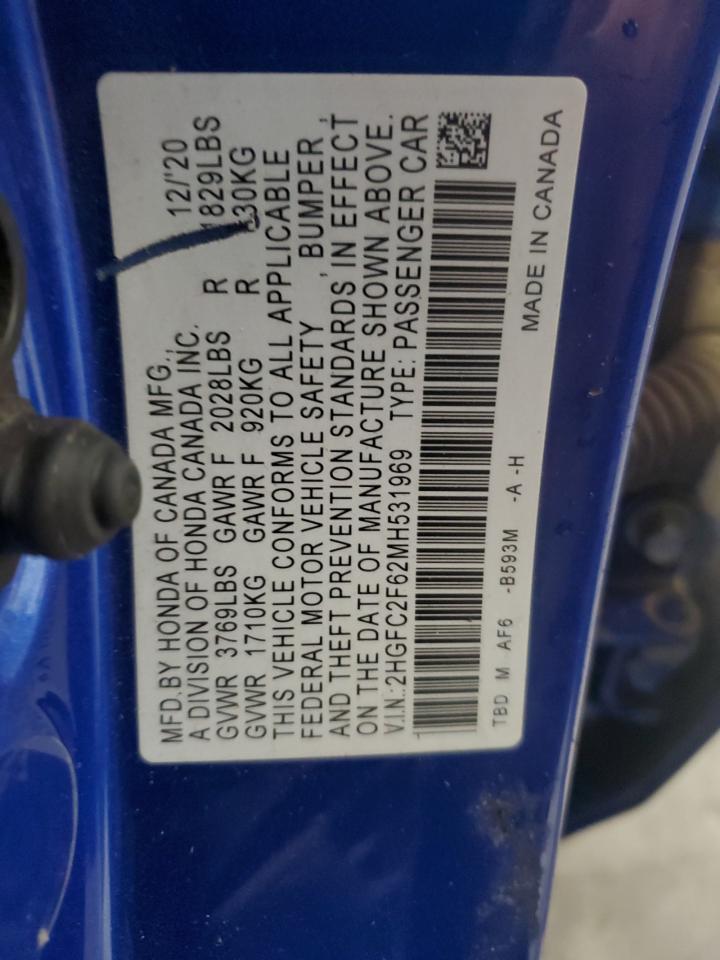 MFD.BY HONDA OF CANADA MFG., 12/'20
A DIVISION OF HONDA CANADA INC.
GVWR 3769LBS GAWR F 2028LBS R 1829LBS
GVWR 1710KG GAWR F 920KG R 830KG
THIS VEHICLE CONFORMS TO ALL APPLICABLE
FEDERAL MOTOR VEHICLE SAFETY , BUMPER ,
AND THEFT PREVENTION STANDARDS IN EFFECT
ON THE DATE OF MANUFACTURE SHOWN ABOVE.
V.I.N.:2HGFC2F62MH531969 TYPE: PASSENGER CAR
TBD M AF6 -B593M -A -H
MADE IN CANADA